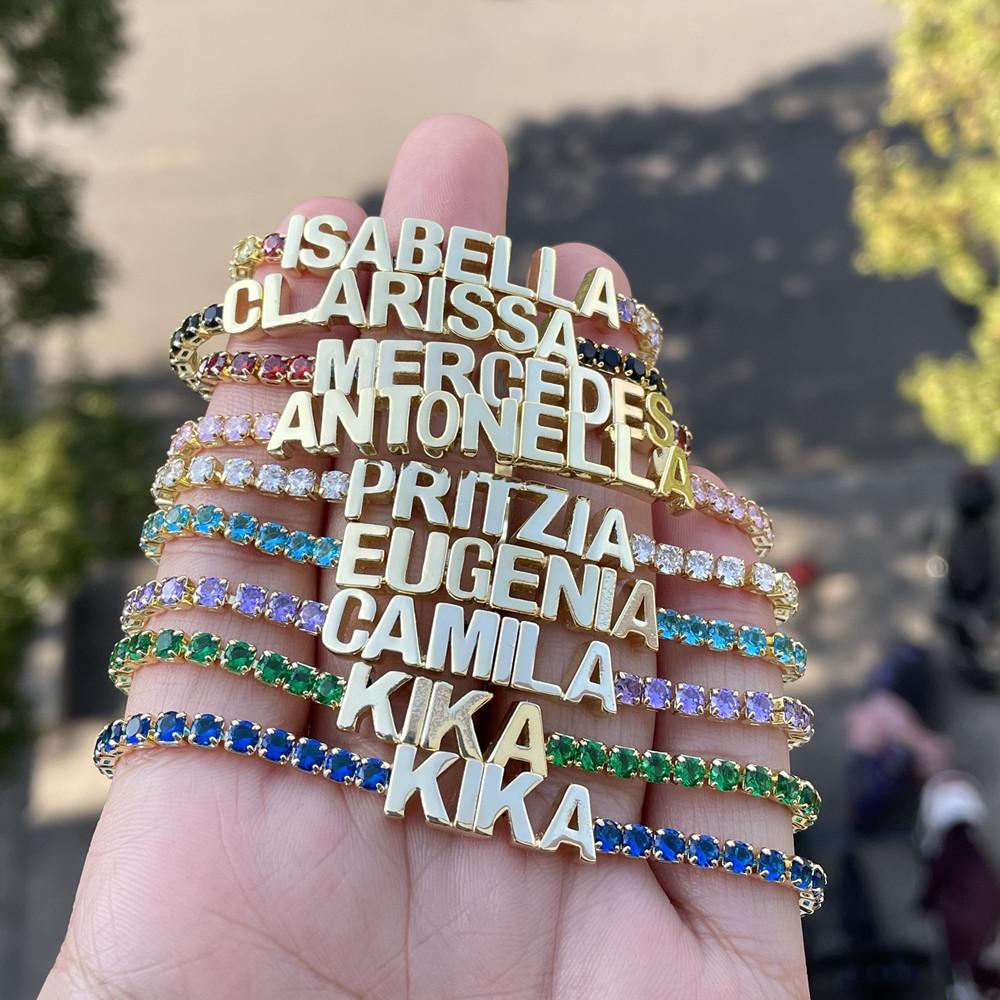 ISABELLA
CLARISSA
MERCEDES
ANTONELLA
PRITZIA
EUGENIA
CAMILA
KIKA
KIKA